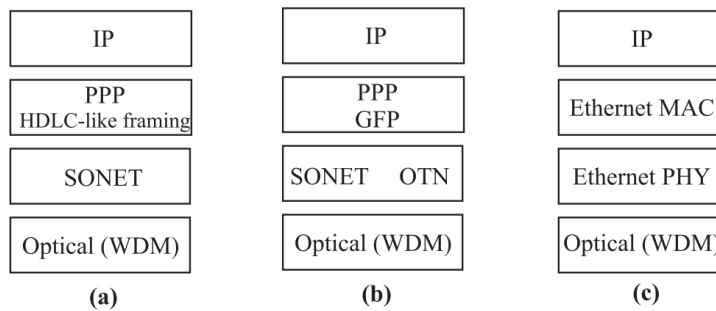 IP
PPP
HDLC-like framing
SONET
Optical (WDM)
(a)
IP
PPP
GFP
SONET OTN
Optical (WDM)
(b)
IP
Ethernet MAC
Ethernet PHY
Optical (WDM)
(c)